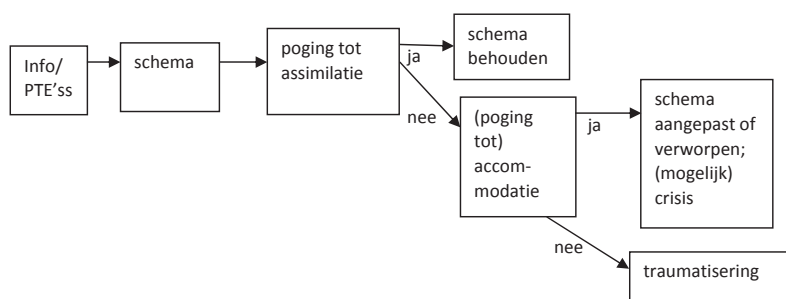 Info/
PTE'ss
schema
poging tot
assimilatie
ja
schema
behouden
nee
(poging
tot)
accom-
modatie
ja
schema
aangepast of
verworpen;
(mogelijk)
crisis
nee
traumatisering